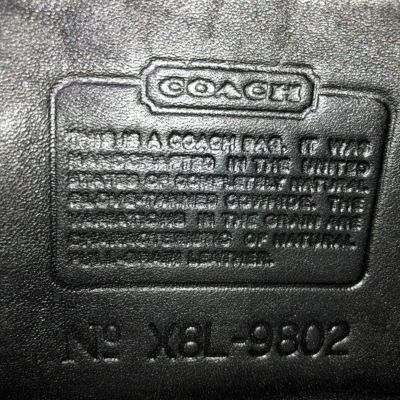 COACH
THIS IS A COACH BAG. IT WAS
HANDCRAFTED IN THE UNITED
STATES OF COMPLETELY NATURAL
GLOVE-TANNED COWHIDE. THE
VARIATIONS IN THE GRAIN ARE
CHARACTERISTIC OF NATURAL
FULL-GRAIN LEATHER.
No X8L-9802